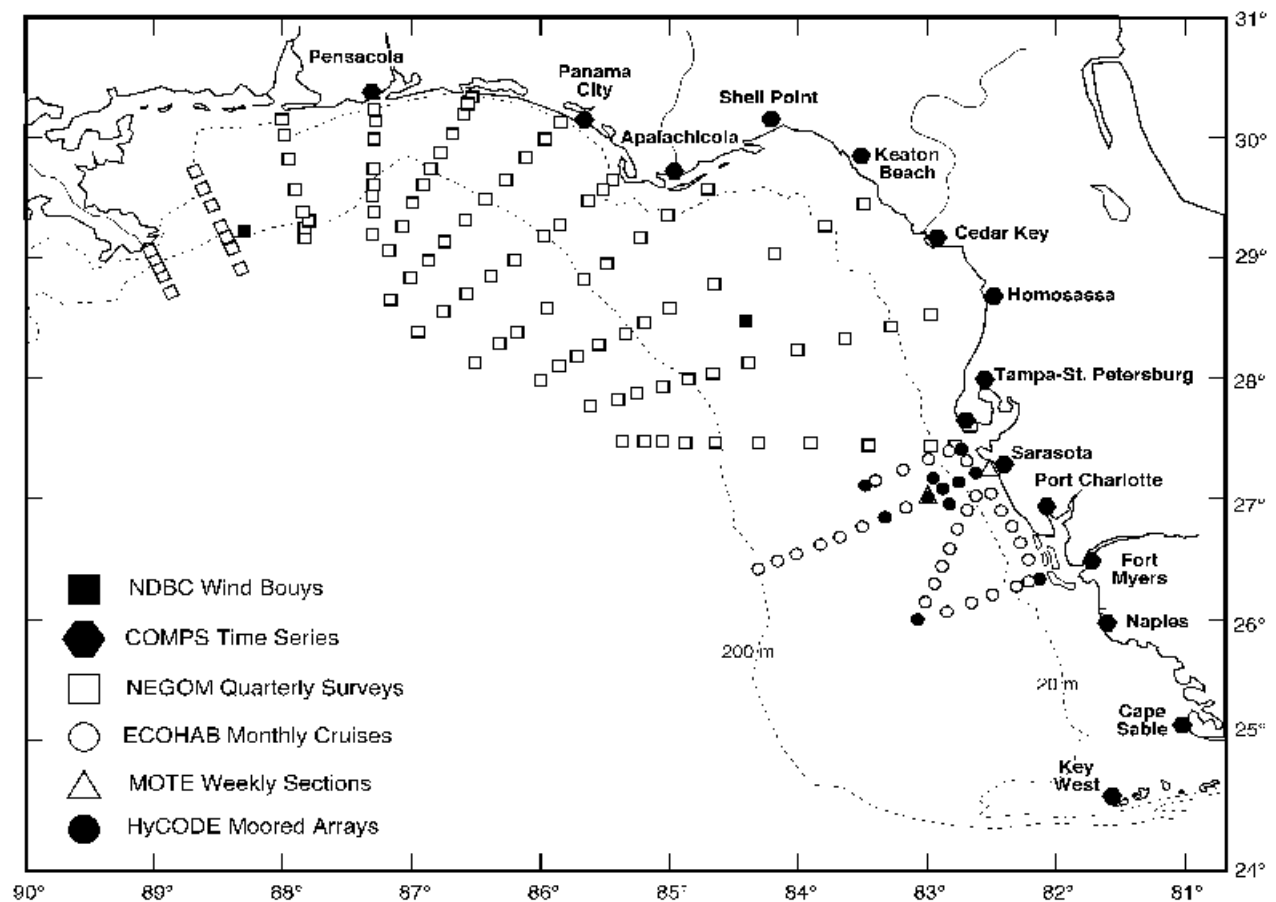 31°
Pensacola
Panama
City
Shell Point
Apalachicola
30°
Keaton
Beach
Cedar Key
29°
Homosassa
28°
Tampa-St. Petersburg
Sarasota
Port Charlotte
27°
Fort
Myers
NDBC Wind Bouys
COMPS Time Series
Naples
26°
200 m
20 m
NEGOM Quarterly Surveys
ECOHAB Monthly Cruises
Cape
Sable
25°
MOTE Weekly Sections
Key
West
HyCODE Moored Arrays
24°
90° 89° 88° 87° 86° 85° 84° 83° 82° 81°